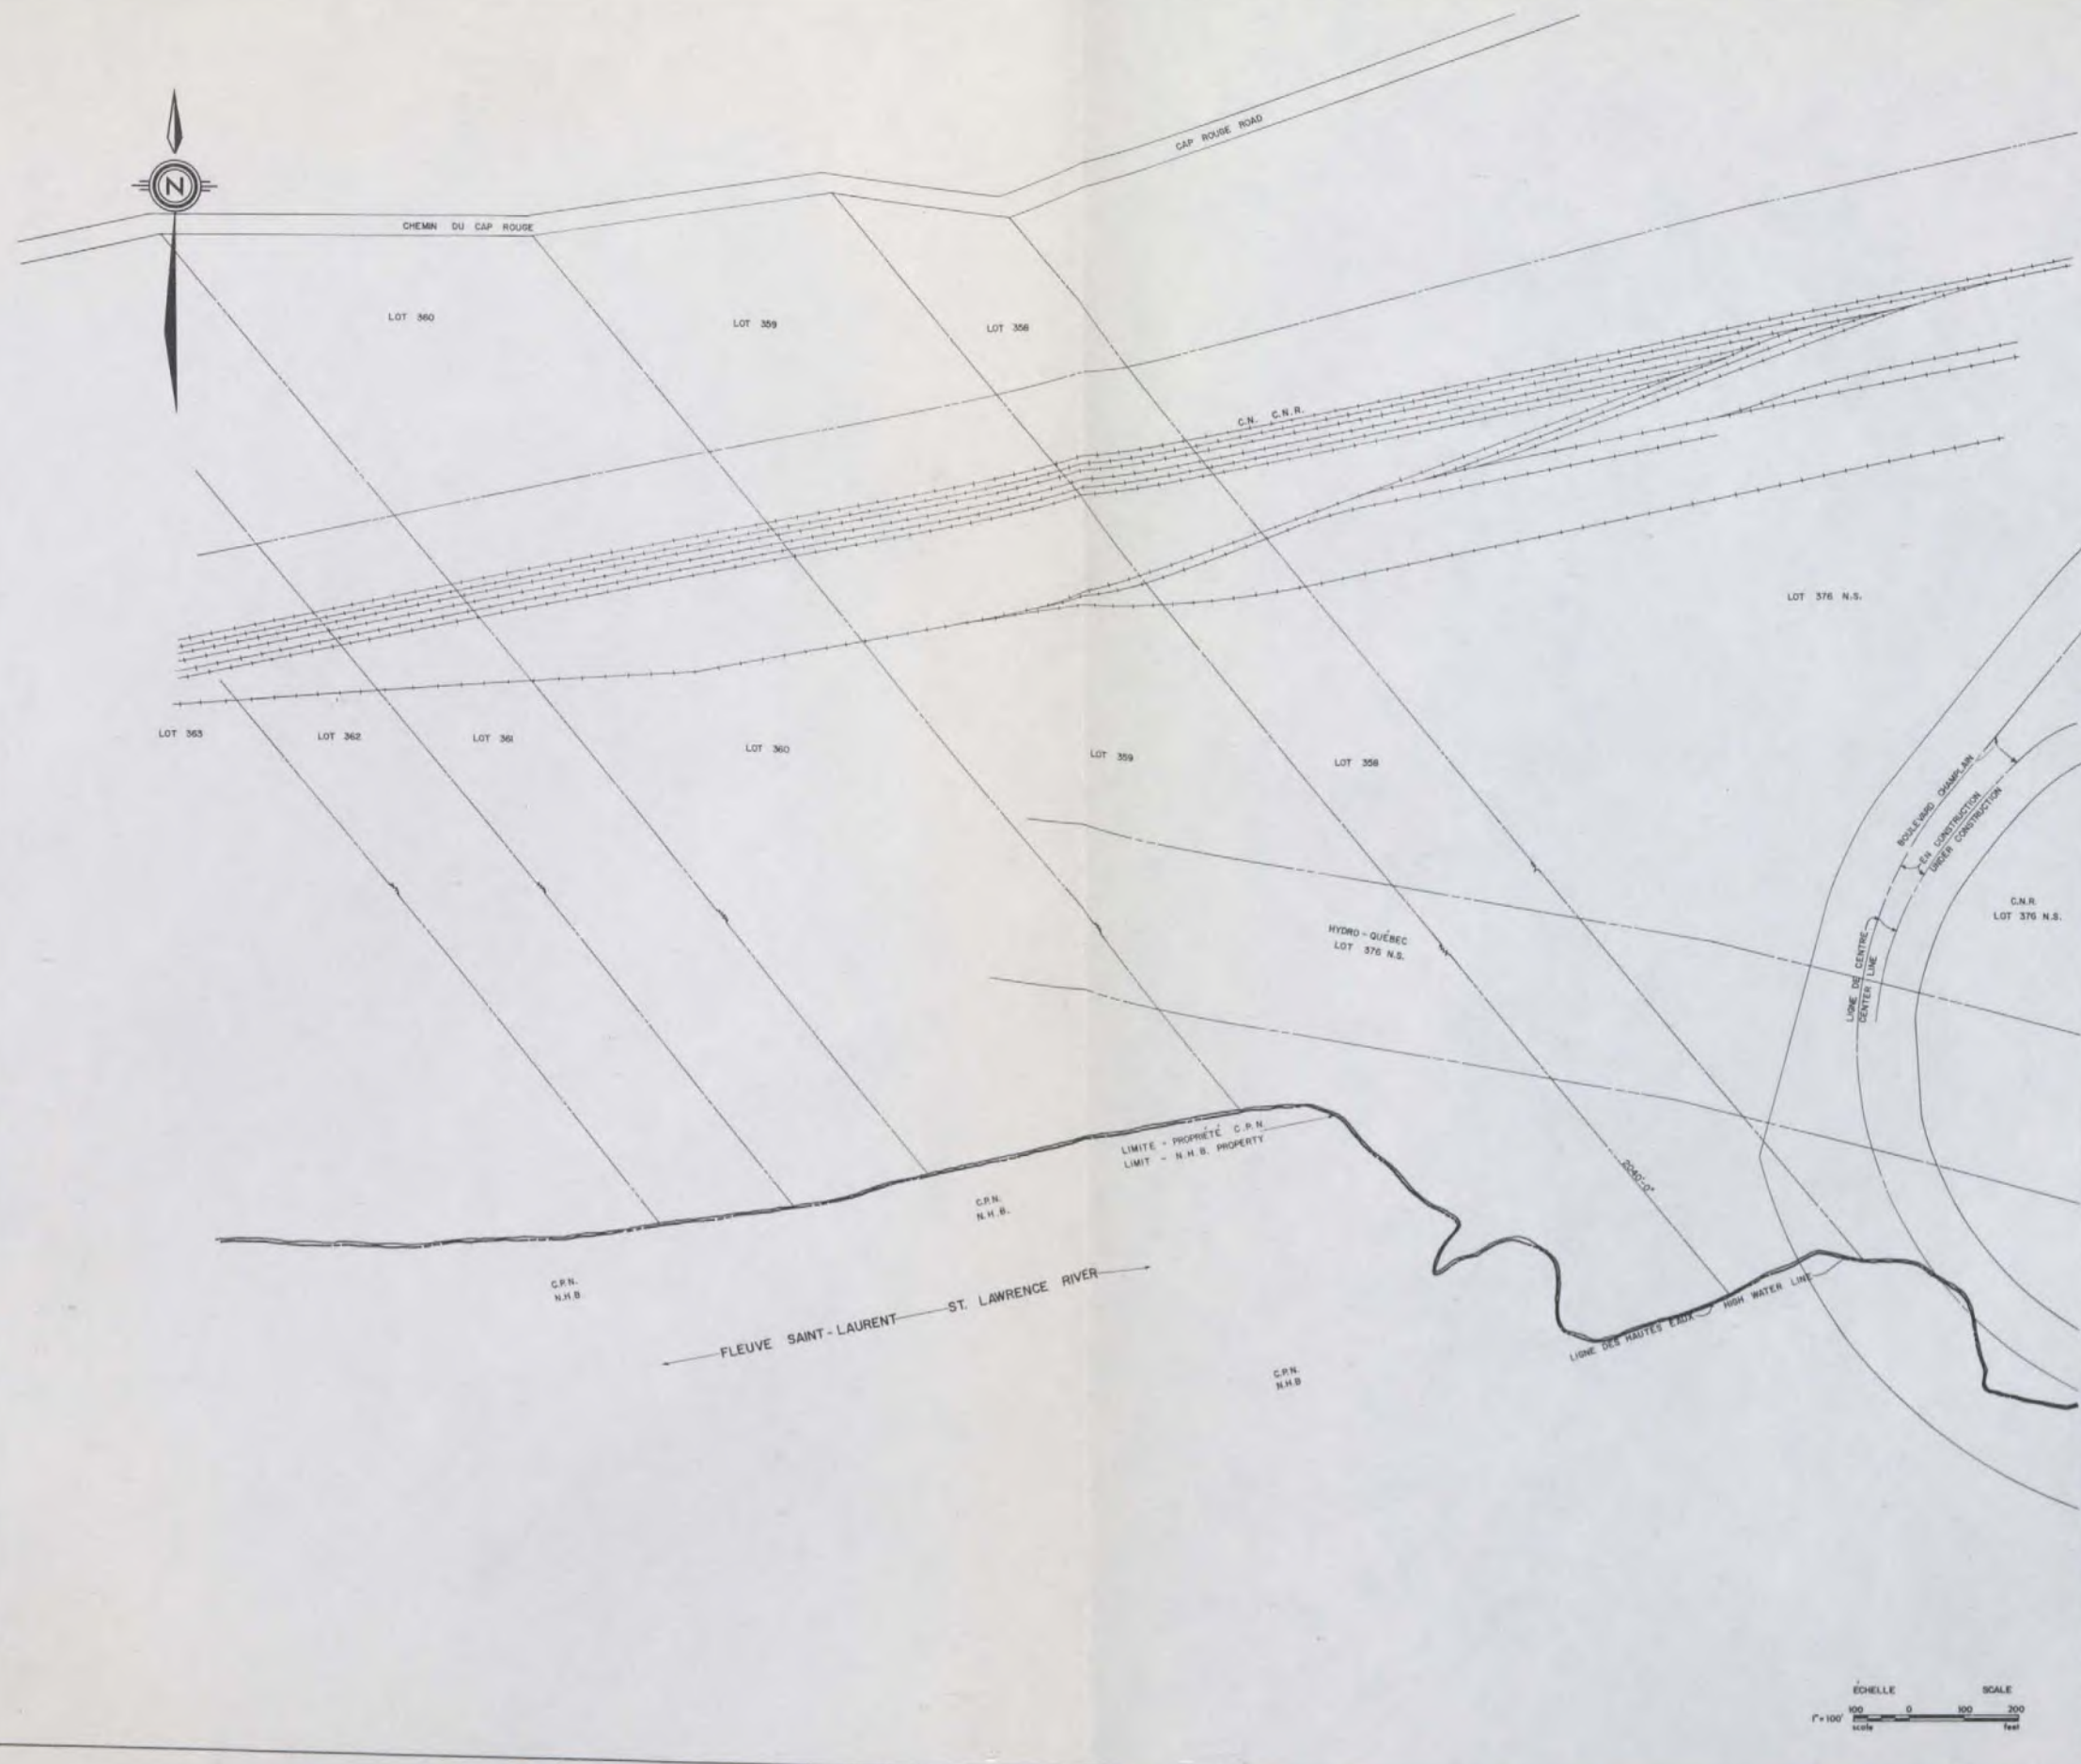 CAP ROUGE ROAD
N
CHEMIN DU CAP ROUGE
LOT 360
LOT 359
LOT 358
C.N. C.N.R.
LOT 376 N.S.
LOT 363
LOT 362
LOT 361
LOT 360
LOT 359
LOT 358
BOULEVARD CHAMPLAIN
EN CONSTRUCTION
UNDER CONSTRUCTION
C.N.R.
LOT 376 N.S.
HYDRO-QUÉBEC
LOT 376 N.S.
LIGNE DE CENTRE
CENTER LINE
LIMITE - PROPRIÉTÉ C.P.N.
LIMIT - N.H.B. PROPERTY
2040'-0"
C.P.N.
N.H.B.
C.P.N.
N.H.B
FLEUVE SAINT-LAURENT ST. LAWRENCE RIVER
LIGNE DES HAUTES EAUX HIGH WATER LINE
C.P.N.
N.H.B
ÉCHELLE SCALE
1"=100' 100 0 100 200
scale feet